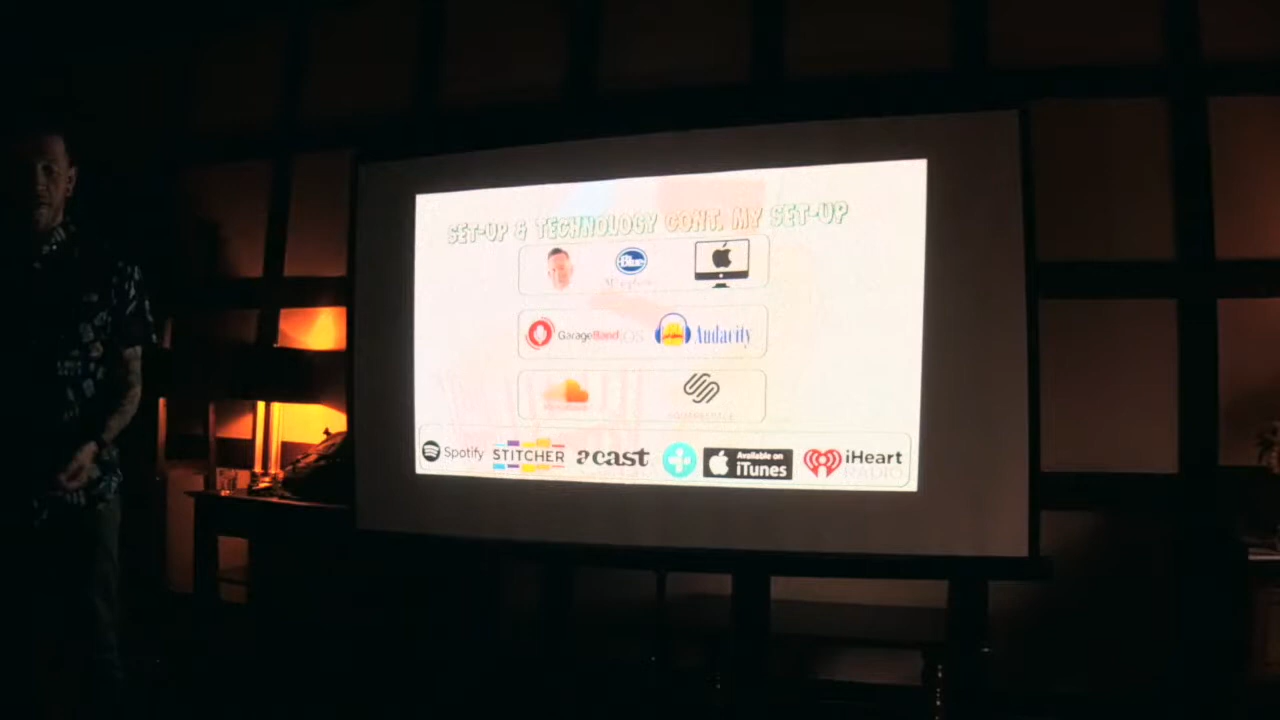 SET-UP & TECHNOLOGY CONT. MY SET-UP
Blue
GarageBand iOS Audacity
Spotify STITCHER acast Available on iTunes iHeart RADIO